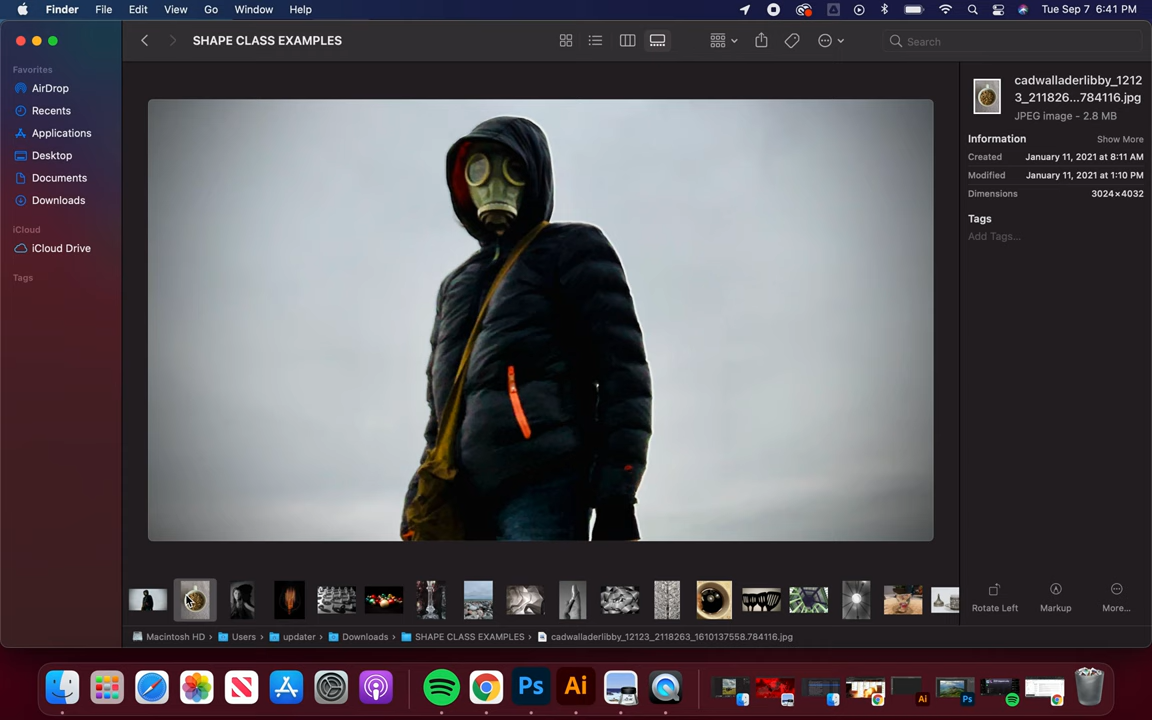 Finder File Edit View Go Window Help Tue Sep 7 6:41 PM
SHAPE CLASS EXAMPLES
Search
Favorites
AirDrop
Recents
Applications
Desktop
Documents
Downloads
iCloud
iCloud Drive
Tags
cadwalladerlibby_1212
3_211826...784116.jpg
JPEG image - 2.8 MB
Information Show More
Created January 11, 2021 at 8:11 AM
Modified January 11, 2021 at 1:10 PM
Dimensions 3024×4032
Tags
Add Tags...
Rotate Left Markup More...
Macintosh HD › Users › updater › Downloads › SHAPE CLASS EXAMPLES › cadwalladerlibby_12123_2118263_1610137558.784116.jpg
Ps Ai
Ai Ps